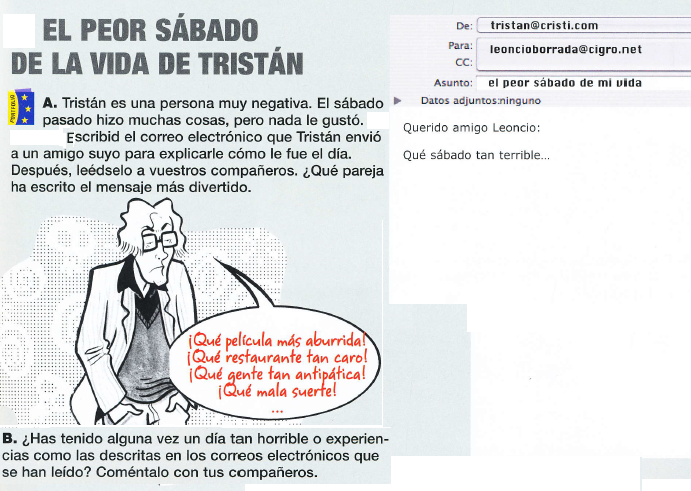 EL PEOR SÁBADO
DE LA VIDA DE TRISTÁN
PORTFOLIO
A. Tristán es una persona muy negativa. El sábado
pasado hizo muchas cosas, pero nada le gustó.
Escribid el correo electrónico que Tristán envió
a un amigo suyo para explicarle cómo le fue el día.
Después, leédselo a vuestros compañeros. ¿Qué pareja
ha escrito el mensaje más divertido.
¡Qué película más aburrida!
¡Qué restaurante tan caro!
¡Qué gente tan antipática!
¡Qué mala suerte!
...
B. ¿Has tenido alguna vez un día tan horrible o experien-
cias como las descritas en los correos electrónicos que
se han leído? Coméntalo con tus compañeros.
De: tristan@cristi.com
Para: leoncioborrada@cigro.net
CC:
Asunto: el peor sábado de mi vida
Datos adjuntos:ninguno
Querido amigo Leoncio:
Qué sábado tan terrible...